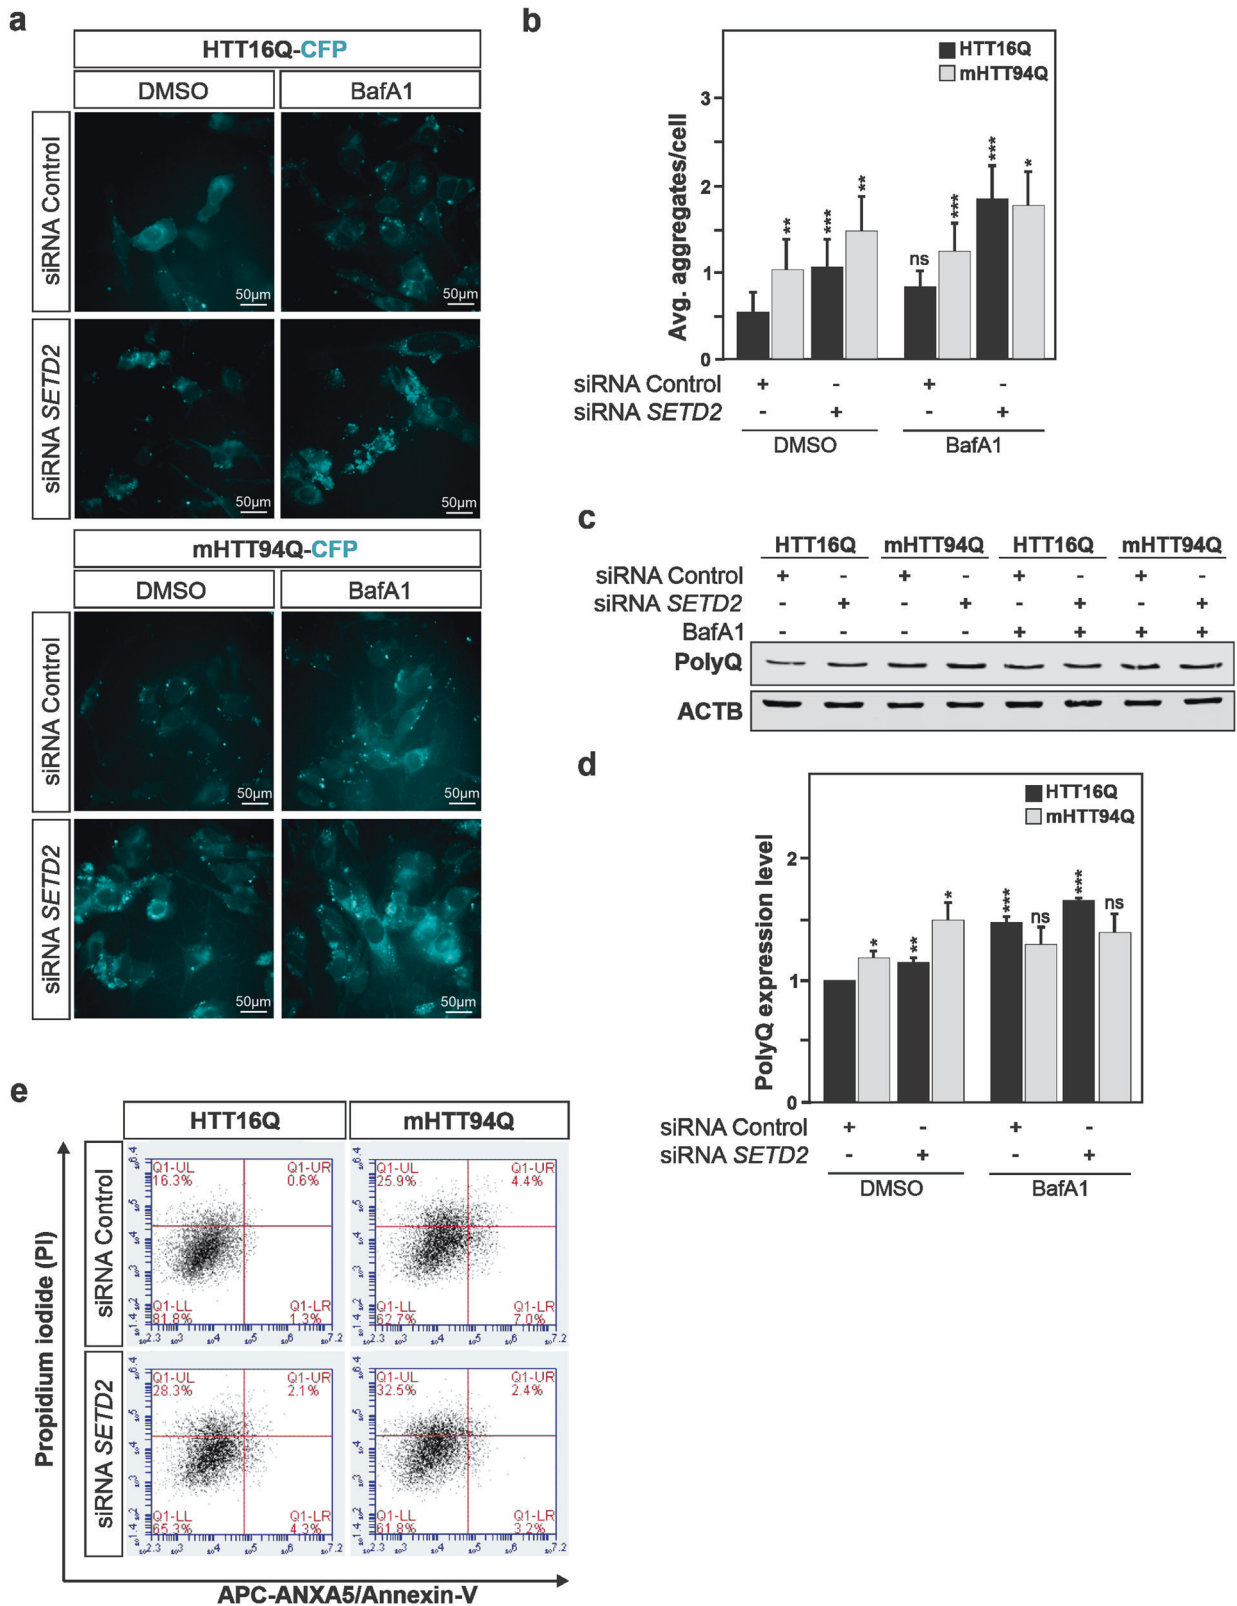 a
HTT16Q-CFP
DMSO
BafA1
siRNA Control
50µm
50µm
siRNA SETD2
50µm
50µm
mHTT94Q-CFP
DMSO
BafA1
siRNA Control
50µm
50µm
siRNA SETD2
50µm
50µm
b
HTT16Q
mHTT94Q
Avg. aggregates/cell
3
2
1
0
** *** ** ns *** *** *
siRNA Control + - + -
siRNA SETD2 - + - +
DMSO BafA1
c
HTT16Q mHTT94Q HTT16Q mHTT94Q
siRNA Control + - + - + - + -
siRNA SETD2 - + - + - + - +
BafA1 - - - - + + + +
PolyQ
ACTB
d
HTT16Q
mHTT94Q
PolyQ expression level
2
1
0
* ** * *** ns *** ns
siRNA Control + - + -
siRNA SETD2 - + - +
DMSO BafA1
e
HTT16Q mHTT94Q
Propidium iodide (PI)
siRNA Control
Q1-UL Q1-UR
16.3% 0.6%
Q1-LL Q1-LR
81.8% 1.3%
Q1-UL Q1-UR
25.9% 4.4%
Q1-LL Q1-LR
62.7% 7.0%
siRNA SETD2
Q1-UL Q1-UR
28.3% 2.1%
Q1-LL Q1-LR
65.3% 4.3%
Q1-UL Q1-UR
32.5% 2.4%
Q1-LL Q1-LR
61.8% 3.2%
APC-ANXA5/Annexin-V